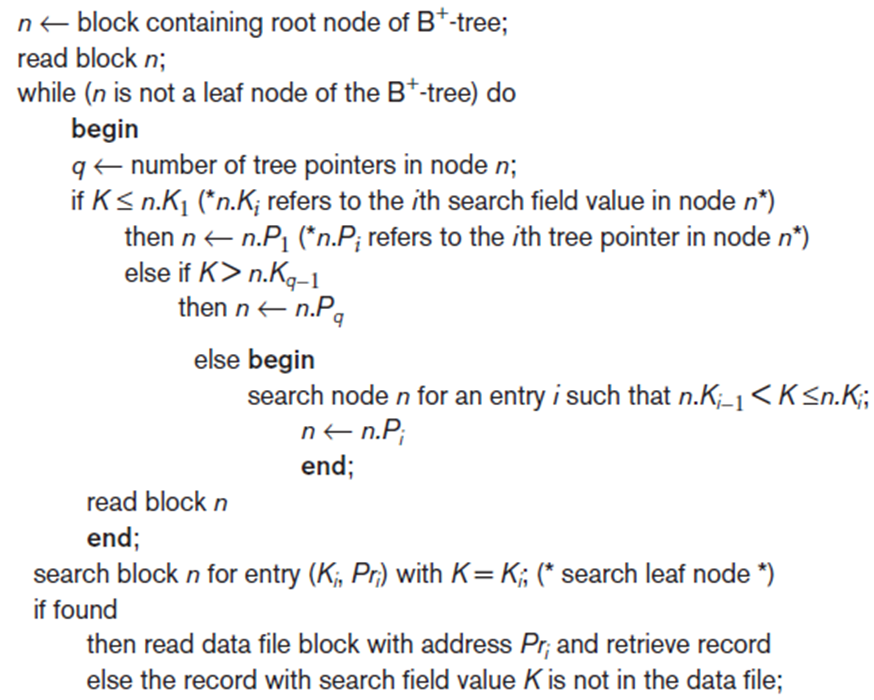 n ← block containing root node of B⁺-tree;
read block n;
while (n is not a leaf node of the B⁺-tree) do
begin
q ← number of tree pointers in node n;
if K ≤ n.K₁ (*n.Kᵢ refers to the ith search field value in node n*)
then n ← n.P₁ (*n.Pᵢ refers to the ith tree pointer in node n*)
else if K > n.K_{q−1}
then n ← n.P_q
else begin
search node n for an entry i such that n.K_{i−1} < K ≤ n.Kᵢ;
n ← n.Pᵢ
end;
read block n
end;
search block n for entry (Kᵢ, Prᵢ) with K = Kᵢ; (* search leaf node *)
if found
then read data file block with address Prᵢ and retrieve record
else the record with search field value K is not in the data file;